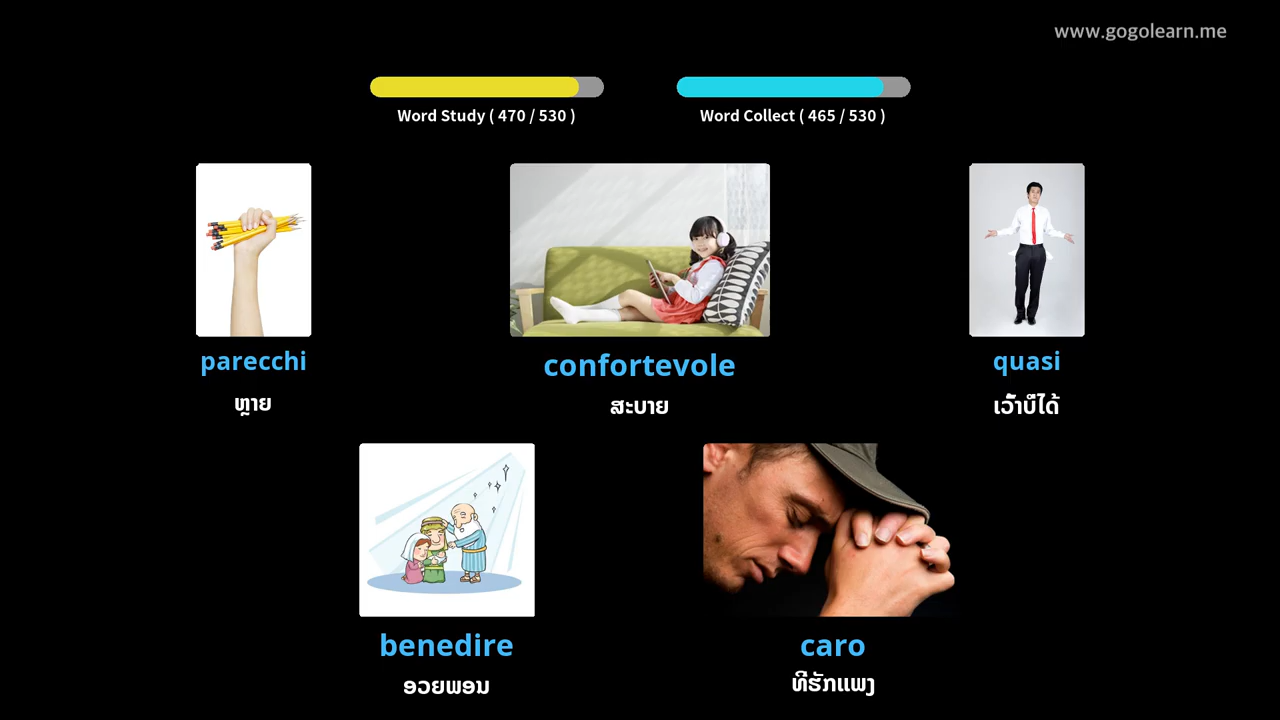 www.gogolearn.me
Word Study ( 470 / 530 )
Word Collect ( 465 / 530 )
parecchi
ຫຼາຍ
confortevole
ສະບາຍ
quasi
ເວົ້າບໍ່ໄດ້
benedire
ອວຍພອນ
caro
ທີ່ຮັກແພງ